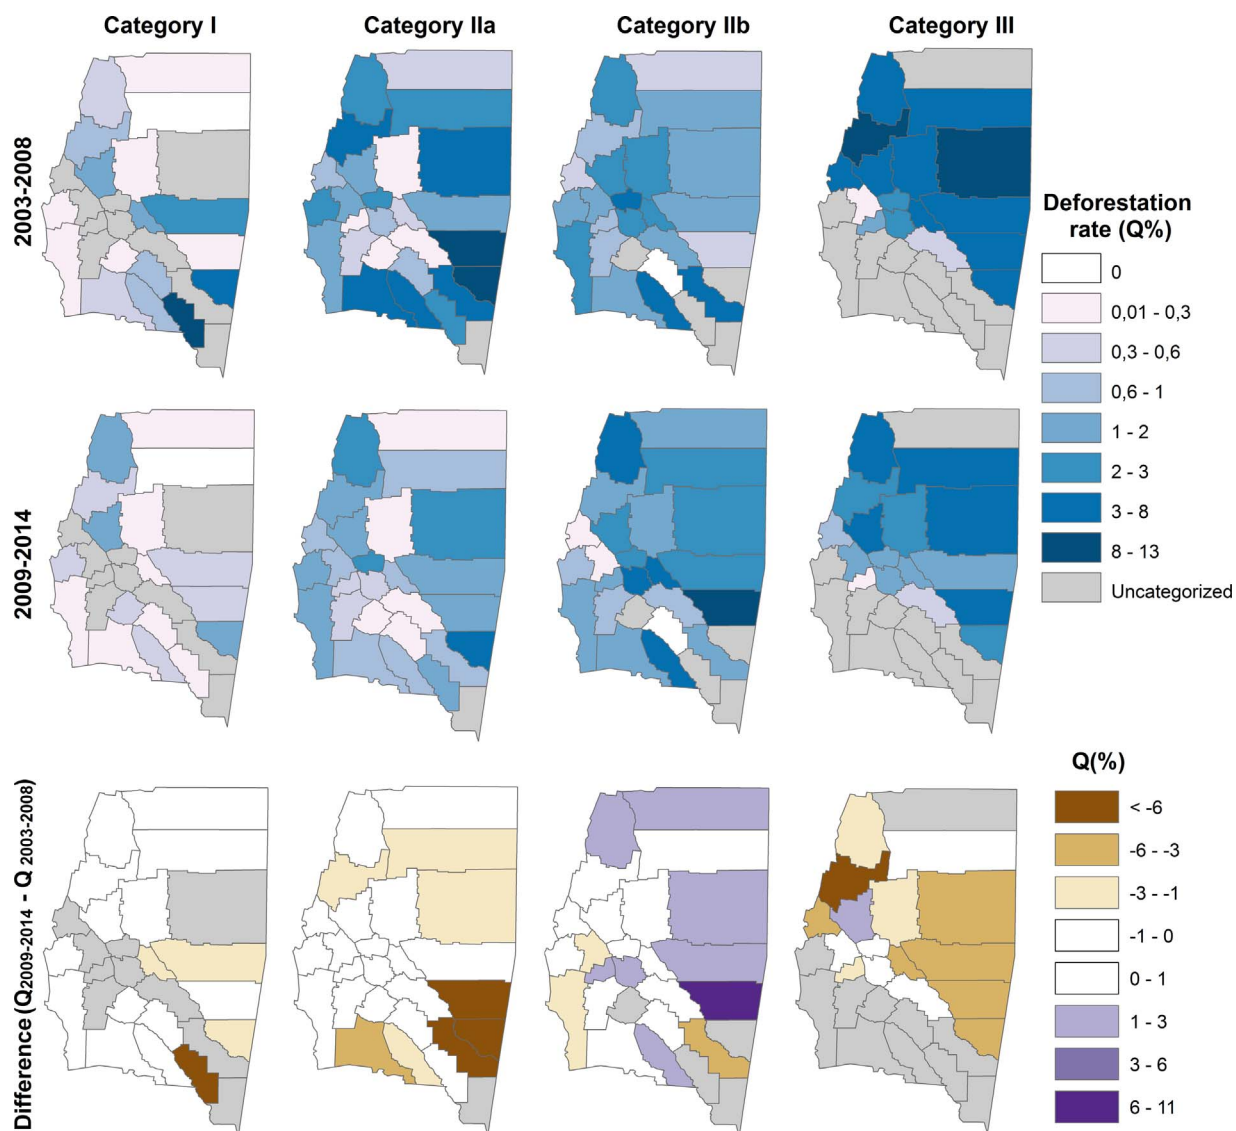 Category I
Category IIa
Category IIb
Category III
2003-2008
2009-2014
Difference (Q2009-2014 - Q 2003-2008)
Deforestation
rate (Q%)
0
0,01 - 0,3
0,3 - 0,6
0,6 - 1
1 - 2
2 - 3
3 - 8
8 - 13
Uncategorized
Q(%)
< -6
-6 - -3
-3 - -1
-1 - 0
0 - 1
1 - 3
3 - 6
6 - 11